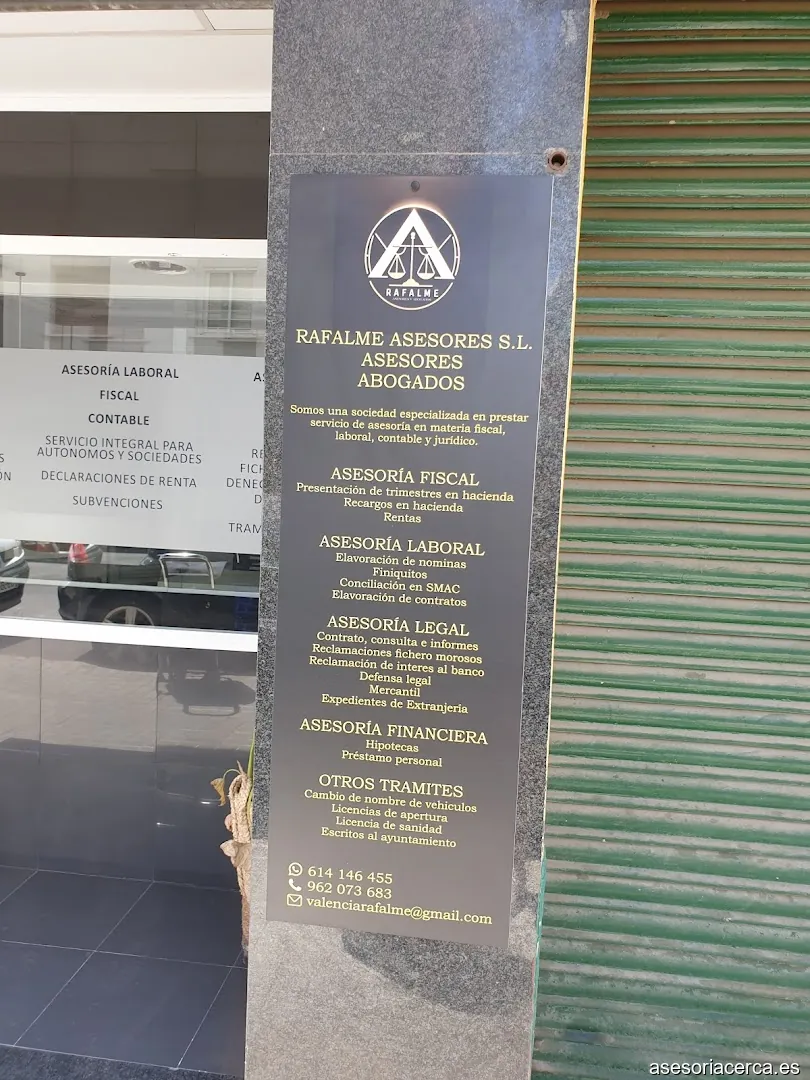 RAFALME
RAFALME ASESORES S.L.
ASESORES
ABOGADOS
Somos una sociedad especializada en prestar
servicio de asesoría en materia fiscal,
laboral, contable y jurídico.
ASESORÍA FISCAL
Presentación de trimestres en hacienda
Recargos en hacienda
Rentas
ASESORÍA LABORAL
Elavoración de nominas
Finiquitos
Conciliación en SMAC
Elavoración de contratos
ASESORÍA LEGAL
Contrato, consulta e informes
Reclamaciones fichero morosos
Reclamación de interes al banco
Defensa legal
Mercantil
Expedientes de Extranjeria
ASESORÍA FINANCIERA
Hipotecas
Préstamo personal
OTROS TRAMITES
Cambio de nombre de vehiculos
Licencias de apertura
Licencia de sanidad
Escritos al ayuntamiento
614 146 455
962 073 683
valenciarafalme@gmail.com
ASESORÍA LABORAL
FISCAL
CONTABLE
SERVICIO INTEGRAL PARA
AUTONOMOS Y SOCIEDADES
DECLARACIONES DE RENTA
SUBVENCIONES
asesoriacerca.es